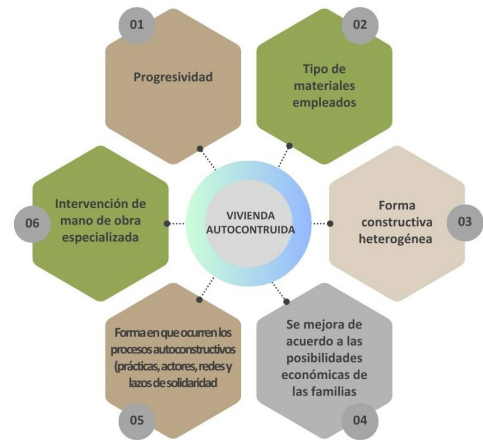 01
Progresividad
02
Tipo de
materiales
empleados
VIVIENDA
AUTOCONTRUIDA
Forma
constructiva
heterogénea
03
Se mejora de
acuerdo a las
posibilidades
económicas de
las familias
04
Forma en que ocurren los
procesos autoconstructivos
(prácticas, actores, redes y
lazos de solidaridad
05
Intervención de
mano de obra
especializada
06